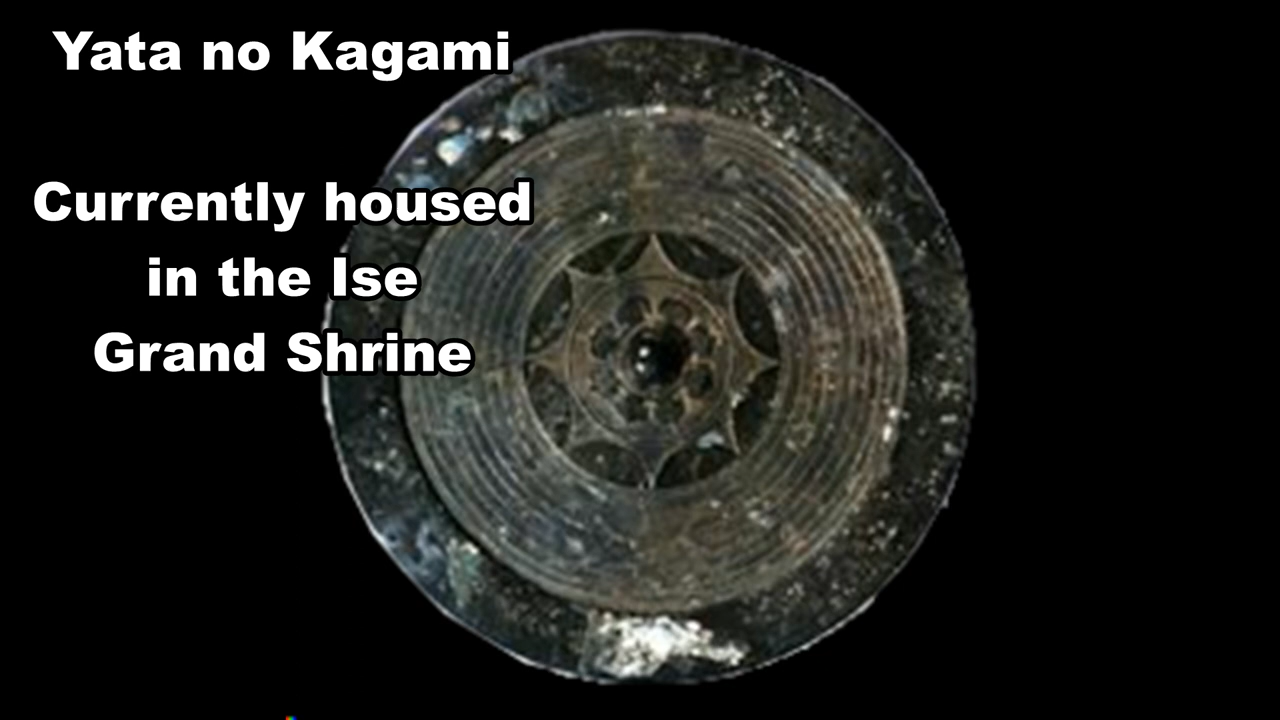 Yata no Kagami
Currently housed
in the Ise
Grand Shrine